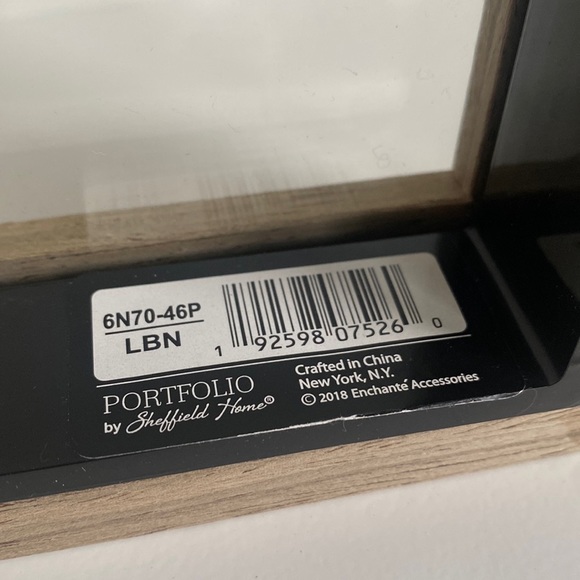 6N70-46P
LBN
1 92598 07526 0
PORTFOLIO
by Sheffield Home®
Crafted in China
New York, N.Y.
© 2018 Enchanté Accessories